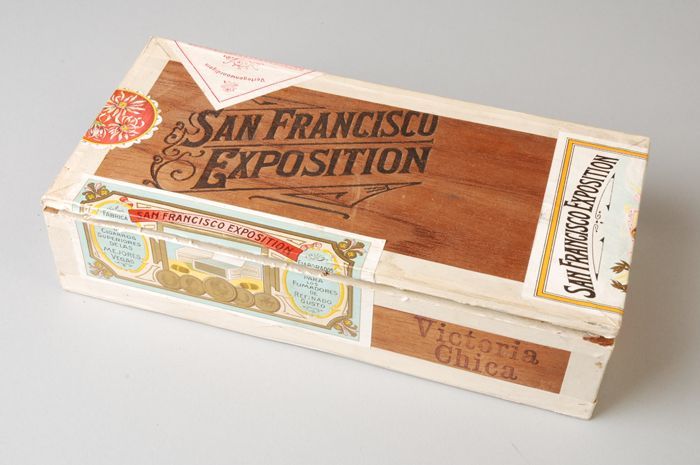 Vertegenwoordigen
SAN FRANCISCO
EXPOSITION
SAN FRANCISCO EXPOSITION
FABRICA
SAN FRANCISCO EXPOSITION
CIGARROS
SUPERIORES
DE LAS
MEJORES
VEGAS
PARA
LOS
FUMADORES
DE
REFINADO
GUSTO
Victoria
Chica